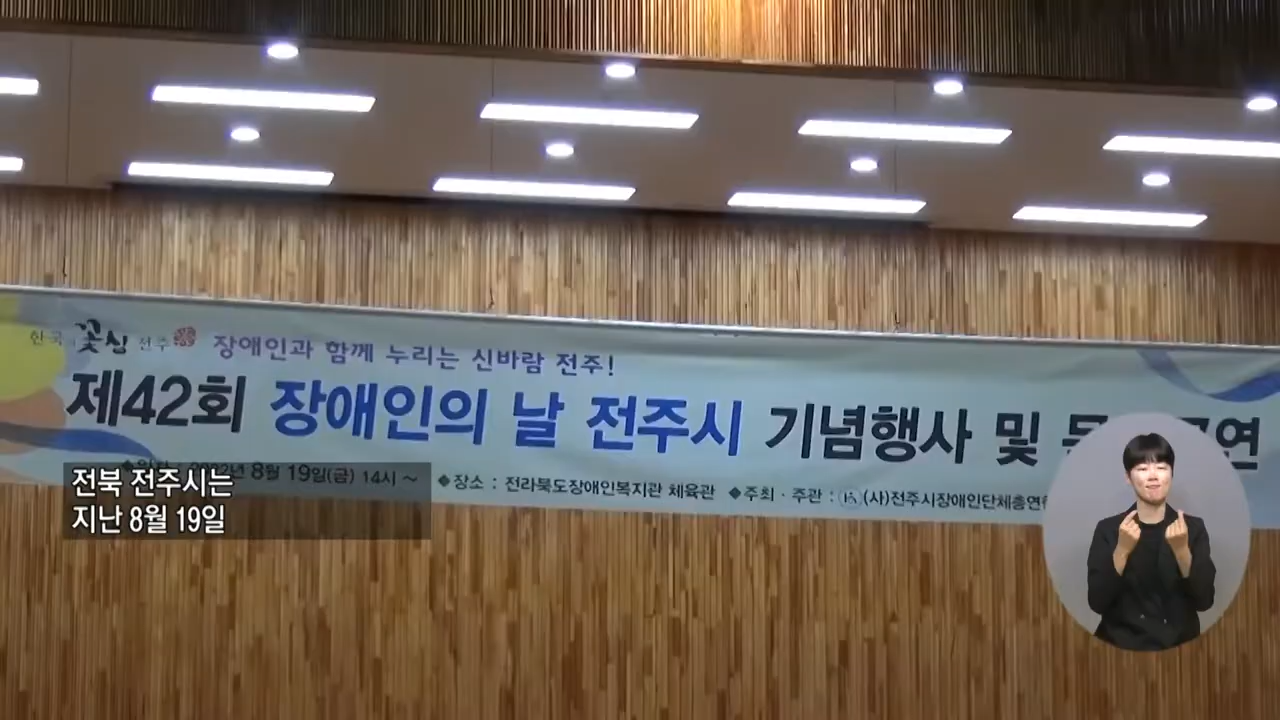 한국의 꽃심 전주
장애인과 함께 누리는 신바람 전주!
제42회 장애인의 날 전주시 기념행사 및
8월 19일(금) 14시 ~ ◆장소 : 전라북도장애인복지관 체육관 ◆주최 · 주관 : (사)전주시장애인단체총연
전북 전주시는
지난 8월 19일